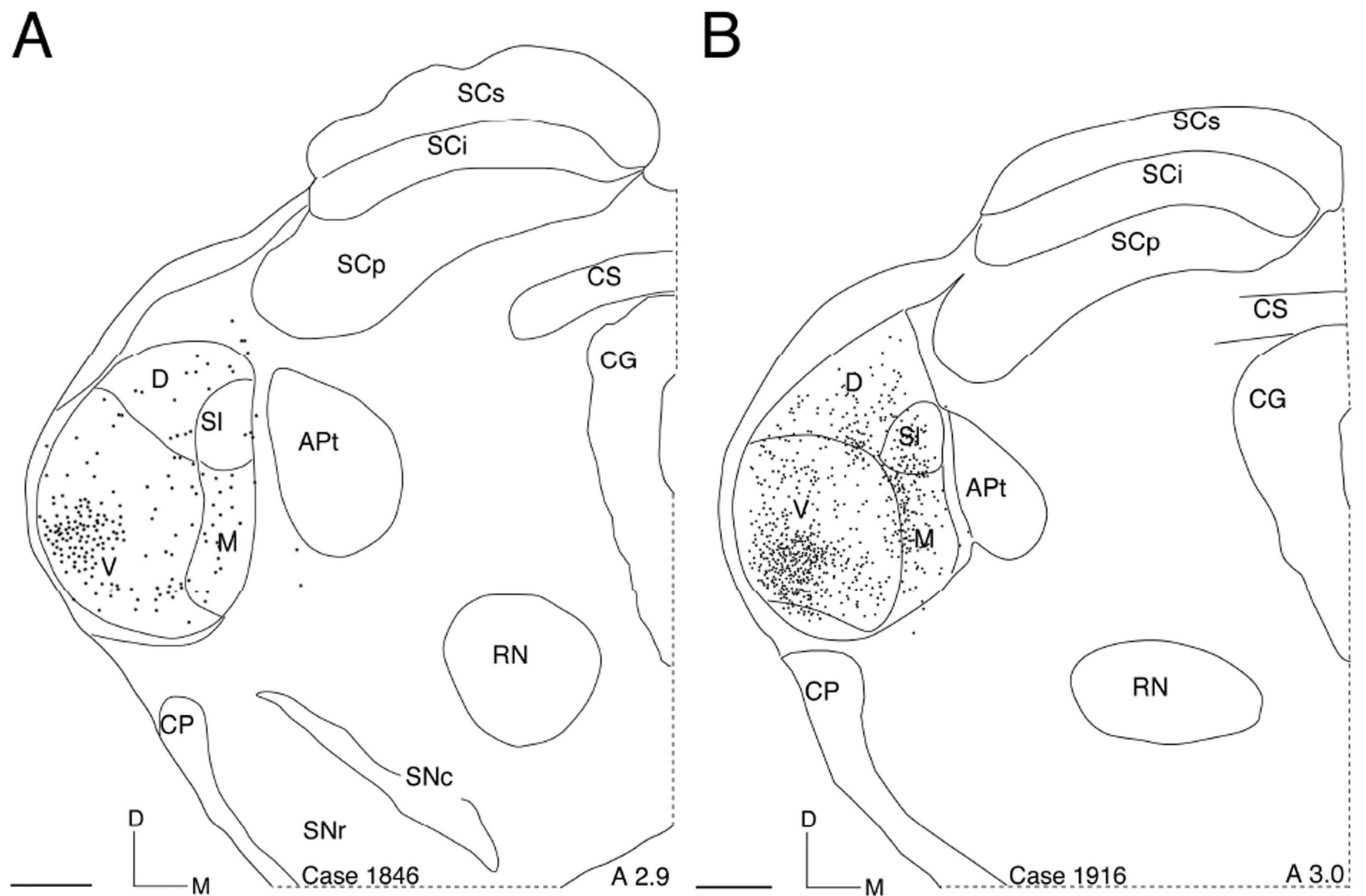 A
SCs
SCi
SCp
CS
CG
D
SI
APt
V
M
RN
CP
SNc
SNr
D
M
Case 1846
A 2.9
B
SCs
SCi
SCp
CS
CG
D
SI
APt
V
M
RN
CP
D
M
Case 1916
A 3.0